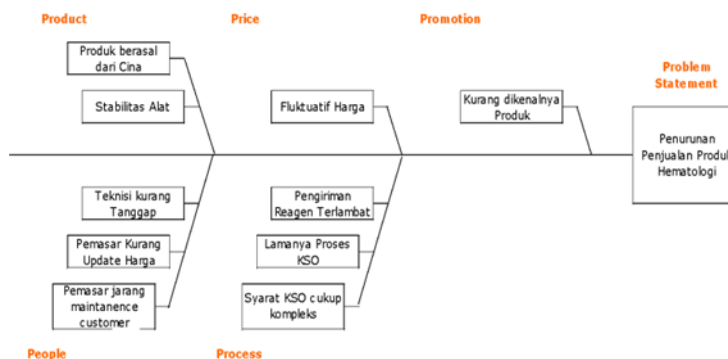 Product
Price
Promotion
Produk berasal
dari Cina
Problem
Statement
Stabilitas Alat
Fluktuatif Harga
Kurang dikenalnya
Produk
Penurunan
Penjualan Produk
Hematologi
Teknisi kurang
Tanggap
Pengiriman
Reagen Terlambat
Pemasar Kurang
Update Harga
Lamanya Proses
KSO
Pemasar jarang
maintanence
customer
Syarat KSO cukup
kompleks
People
Process